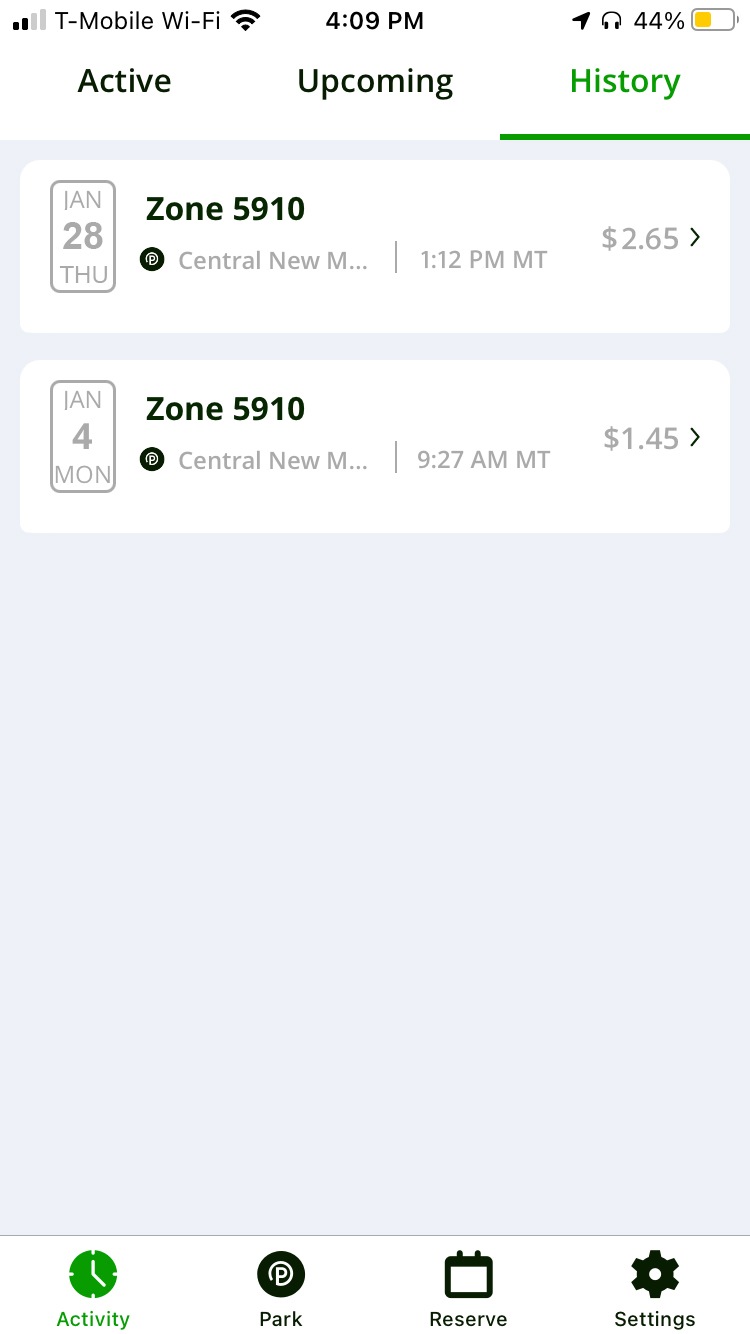 T-Mobile Wi-Fi 4:09 PM 44%
Active Upcoming History
JAN
28
THU
Zone 5910
Central New M... 1:12 PM MT
$2.65
JAN
4
MON
Zone 5910
Central New M... 9:27 AM MT
$1.45
Activity Park Reserve Settings